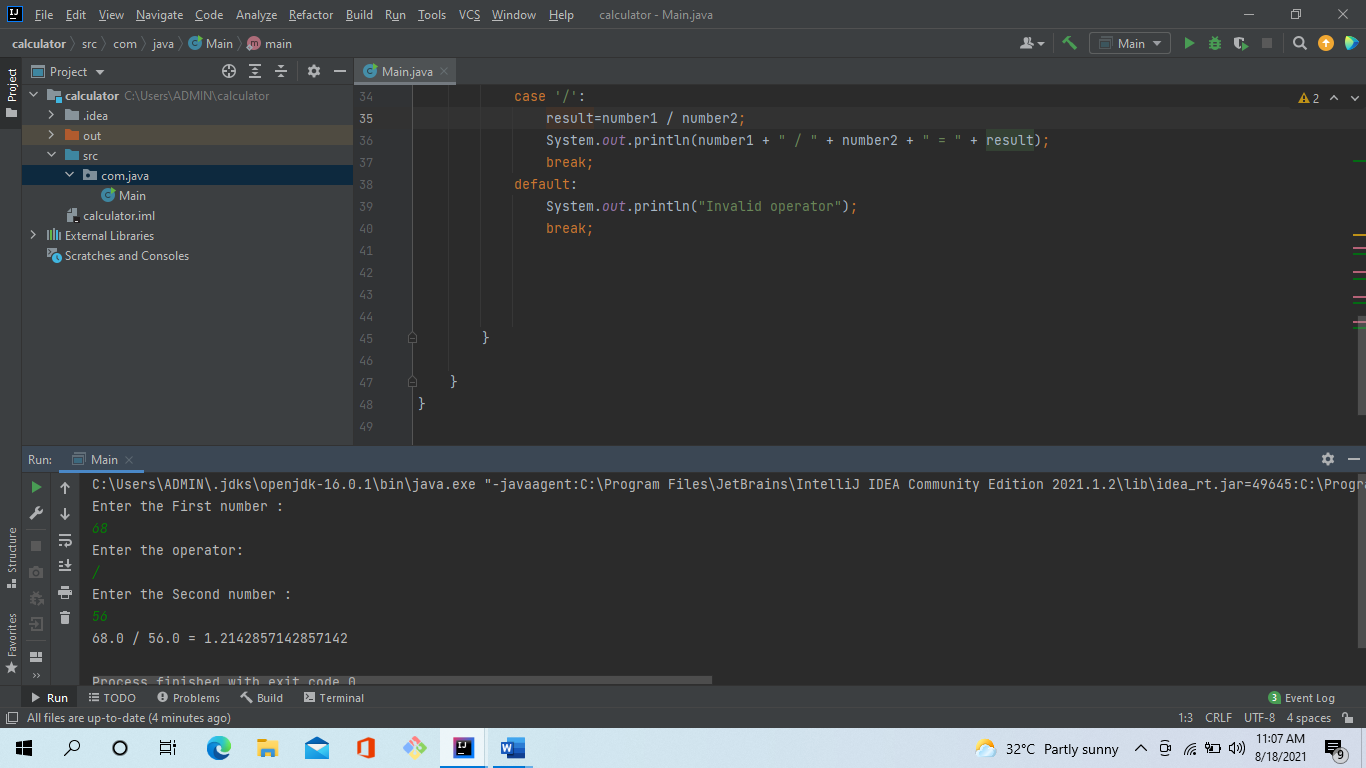 File Edit View Navigate Code Analyze Refactor Build Run Tools VCS Window Help calculator - Main.java
calculator src com java Main main Main
Project
Project
Main.java
calculator C:\Users\ADMIN\calculator
.idea
out
src
com.java
Main
calculator.iml
External Libraries
Scratches and Consoles
2
34 case '/':
35 result=number1 / number2;
36 System.out.println(number1 + " / " + number2 + " = " + result);
37 break;
38 default:
39 System.out.println("Invalid operator");
40 break;
41
42
43
44
45 }
46
47 }
48 }
49
Run: Main
C:\Users\ADMIN\.jdks\openjdk-16.0.1\bin\java.exe "-javaagent:C:\Program Files\JetBrains\IntelliJ IDEA Community Edition 2021.1.2\lib\idea_rt.jar=49645:C:\Progr
Enter the First number :
68
Enter the operator:
/
Enter the Second number :
56
68.0 / 56.0 = 1.2142857142857142
Process finished with exit code 0
Structure
Favorites
Run TODO Problems Build Terminal 3 Event Log
All files are up-to-date (4 minutes ago) 1:3 CRLF UTF-8 4 spaces
32°C Partly sunny
11:07 AM
8/18/2021
9